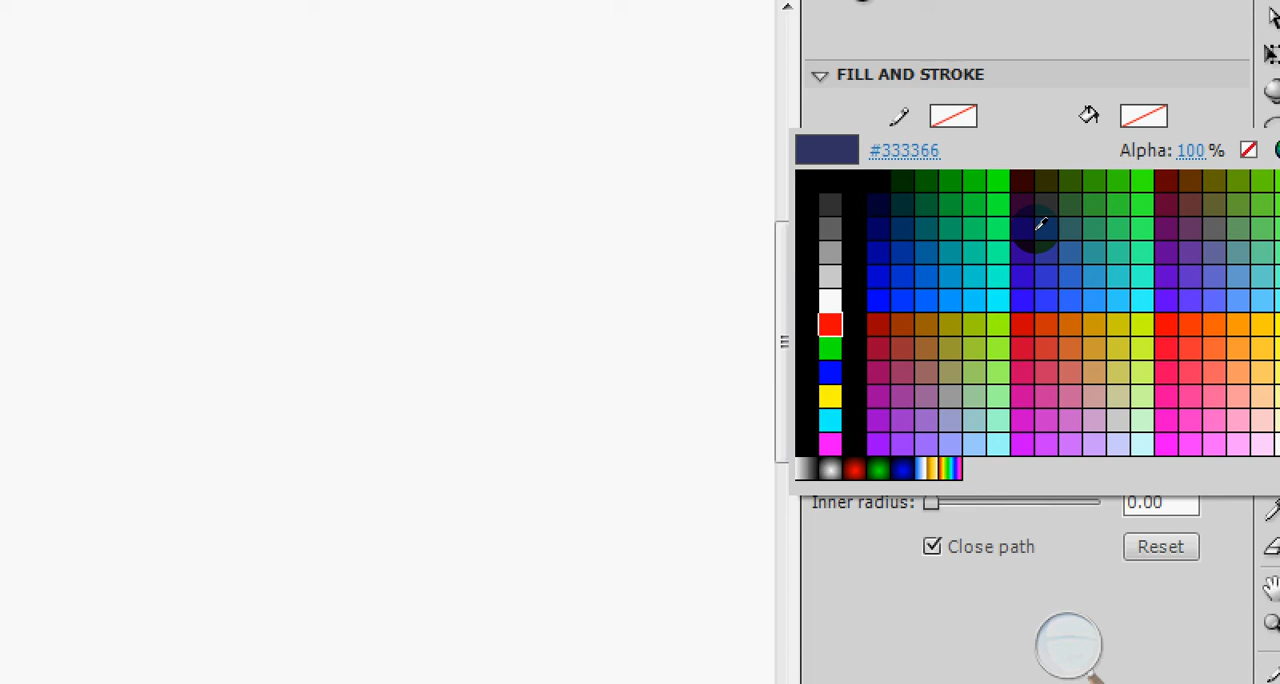 FILL AND STROKE
#333366
Alpha: 100 %
Inner radius: 0.00
Close path
Reset